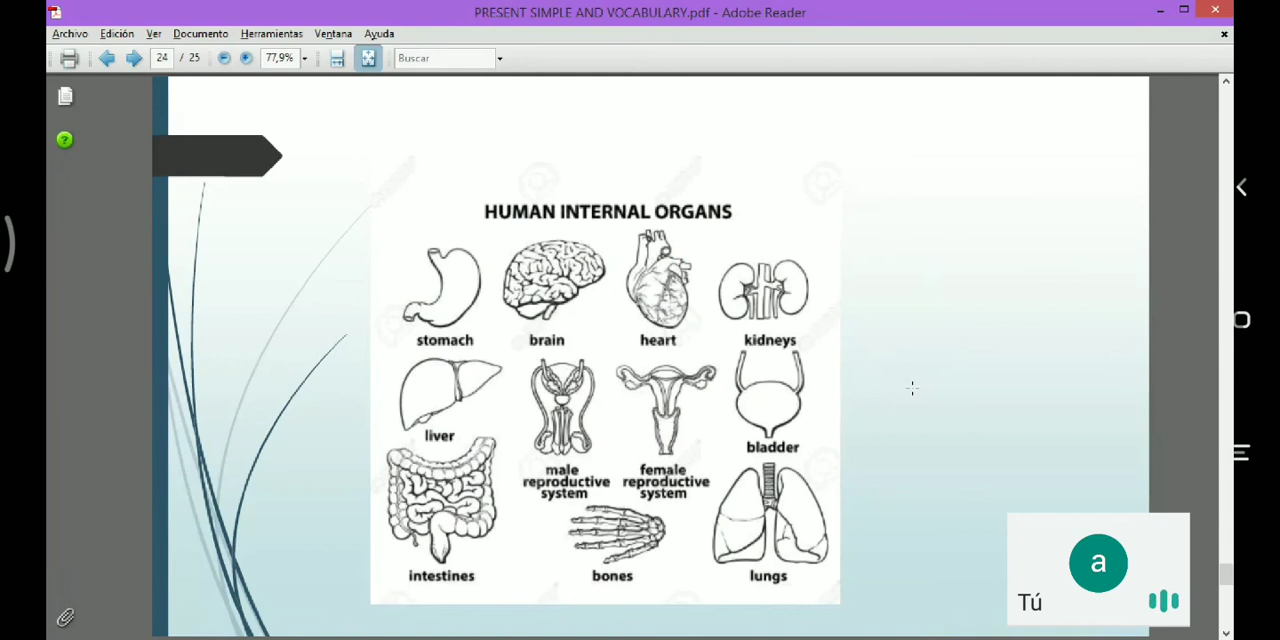 PRESENT SIMPLE AND VOCABULARY.pdf - Adobe Reader
Archivo Edición Ver Documento Herramientas Ventana Ayuda
24 / 25 77,9% Buscar
HUMAN INTERNAL ORGANS
stomach brain heart kidneys
liver
bladder
male
reproductive
system
female
reproductive
system
intestines bones lungs
a
Tú